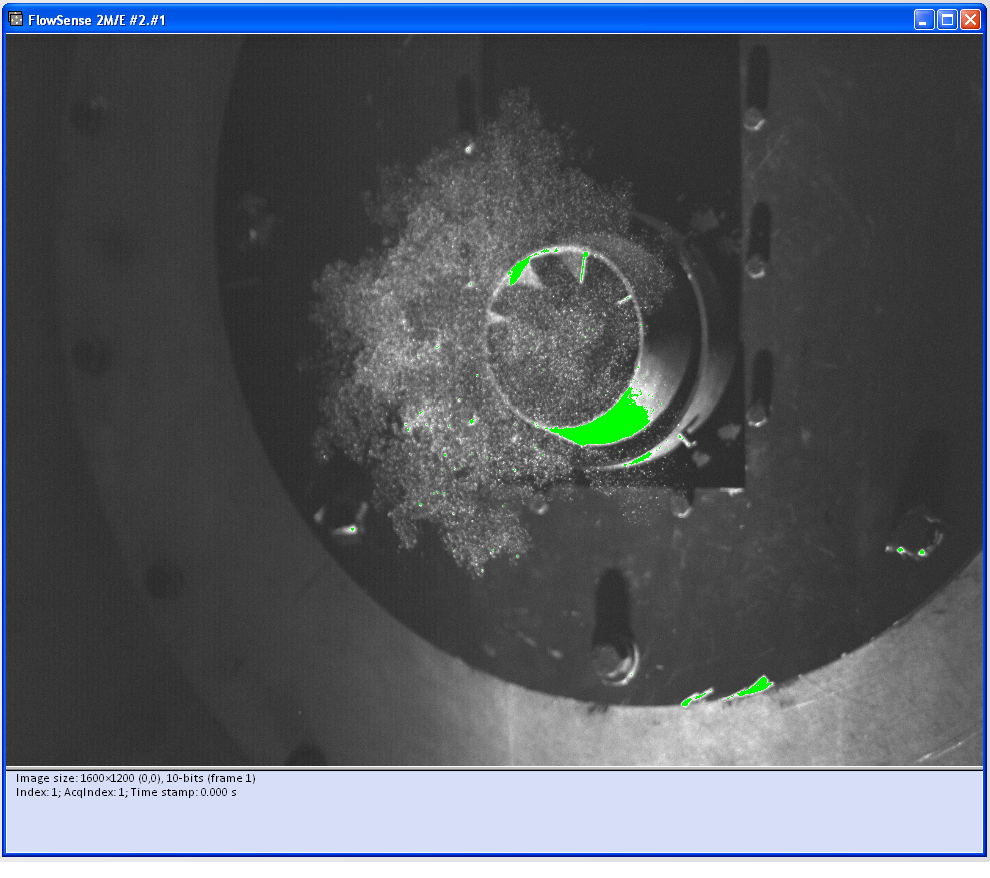 FlowSense 2M/E #2.#1
Image size: 1600×1200 (0,0), 10-bits (frame 1)
Index: 1; AcqIndex: 1; Time stamp: 0.000 s